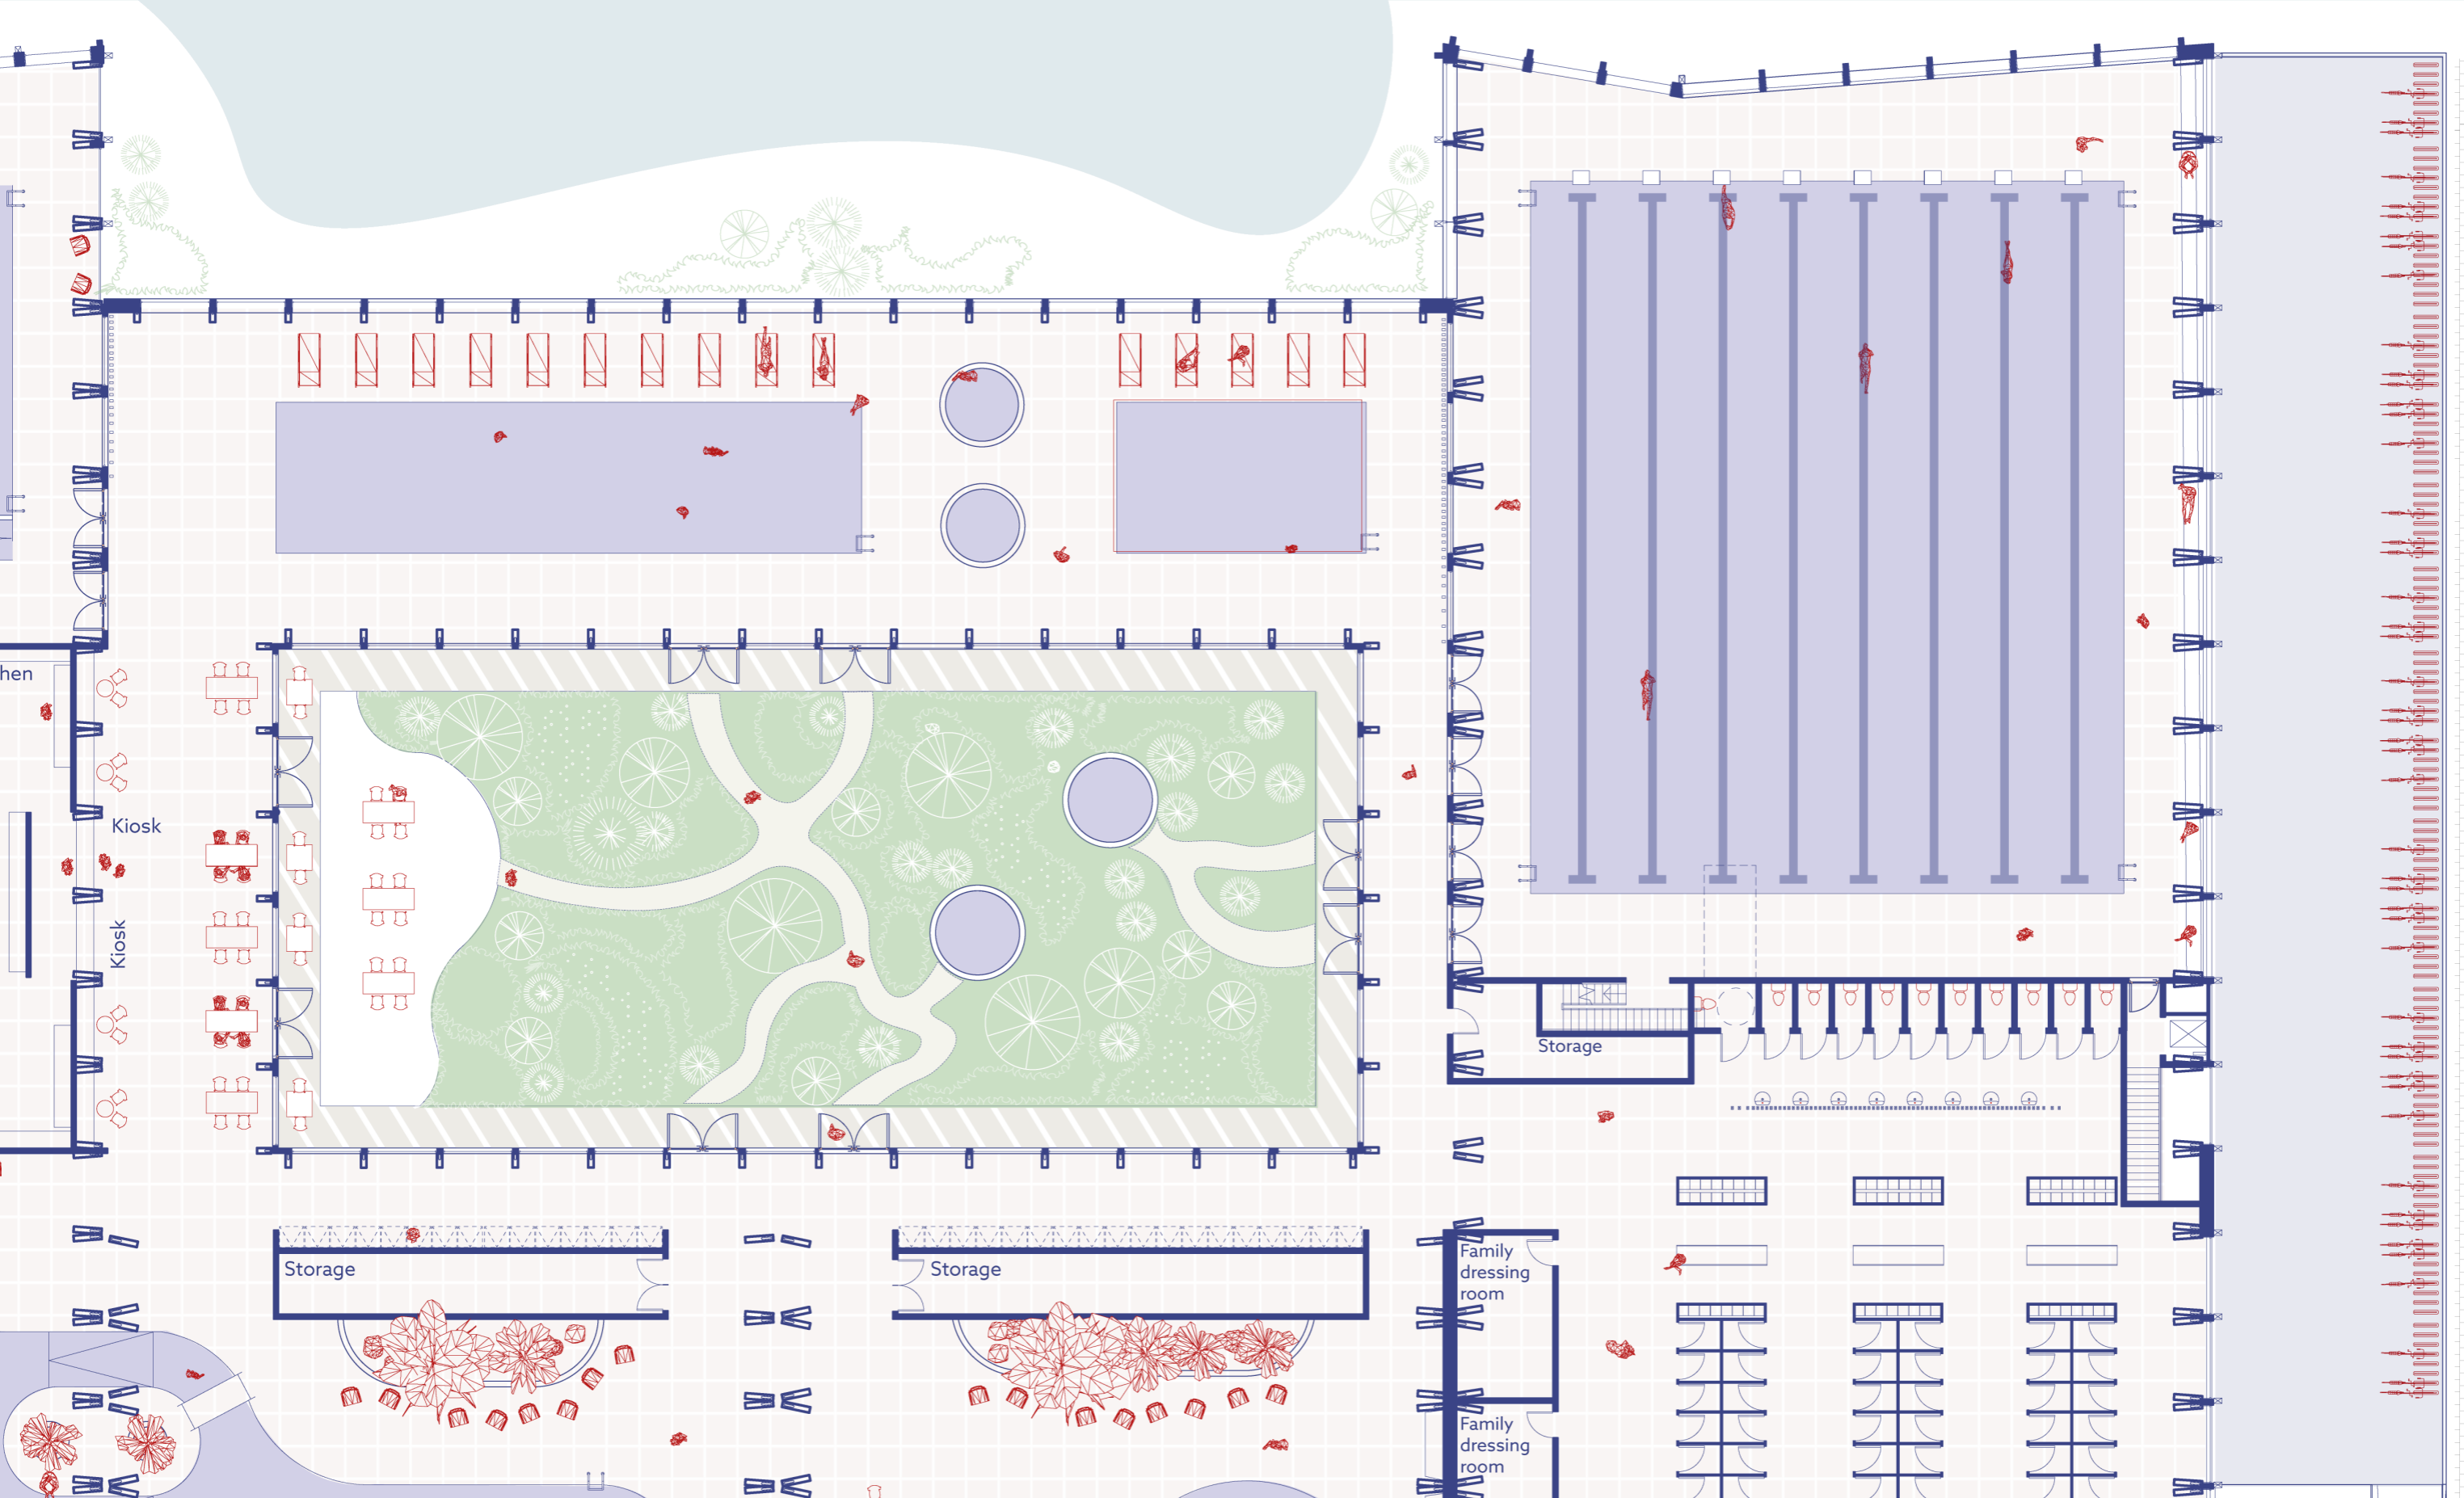 hen
Kiosk
Kiosk
Storage
Storage
Storage
Family
dressing
room
Family
dressing
room